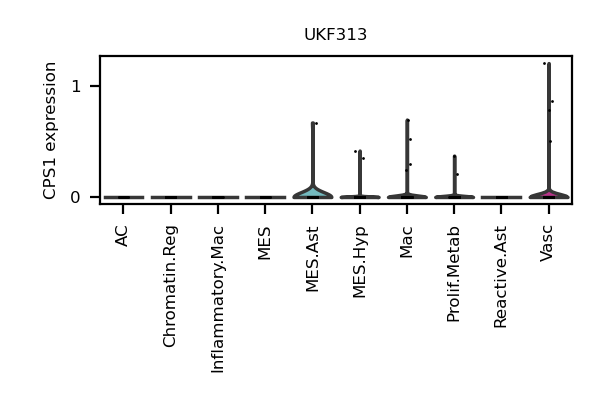 UKF313
CPS1 expression
1
0
AC
Chromatin.Reg
Inflammatory.Mac
MES
MES.Ast
MES.Hyp
Mac
Prolif.Metab
Reactive.Ast
Vasc